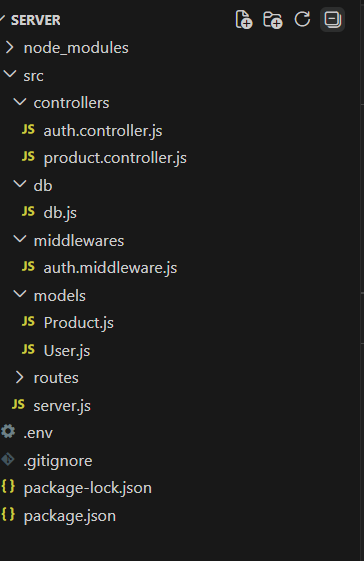 SERVER
node_modules
src
controllers
JS auth.controller.js
JS product.controller.js
db
JS db.js
middlewares
JS auth.middleware.js
models
JS Product.js
JS User.js
routes
JS server.js
.env
.gitignore
{} package-lock.json
{} package.json